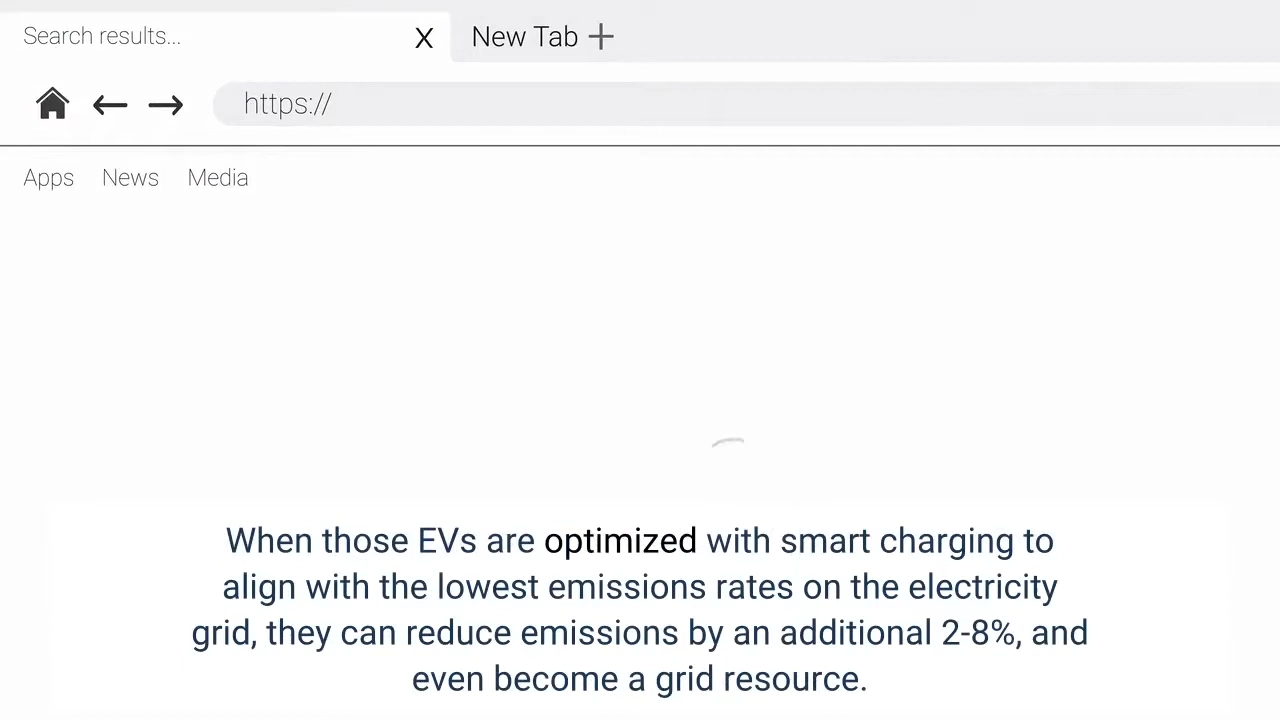 Search results... X New Tab +
https://
Apps News Media
When those EVs are optimized with smart charging to
align with the lowest emissions rates on the electricity
grid, they can reduce emissions by an additional 2-8%, and
even become a grid resource.